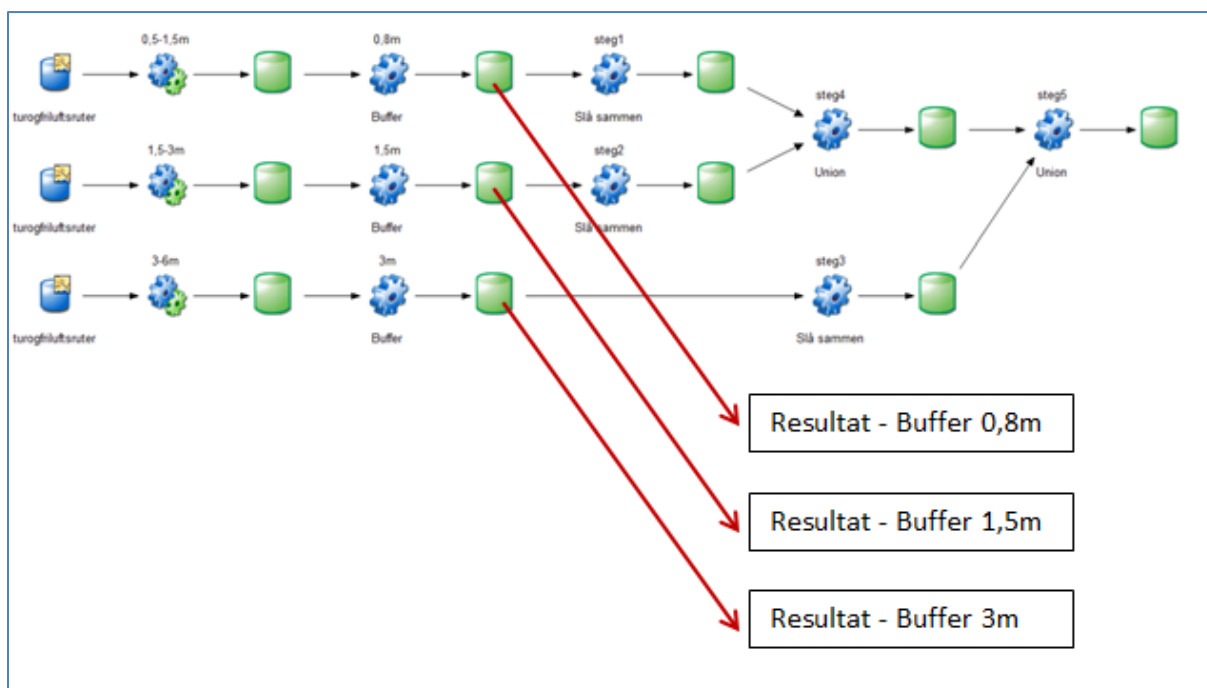 0,5-1,5m
0,8m
steg1
turogfriluftsruter
Buffer
Slå sammen
steg4
steg5
Union
Union
1,5-3m
1,5m
steg2
turogfriluftsruter
Buffer
Slå sammen
3-6m
3m
steg3
turogfriluftsruter
Buffer
Slå sammen
Resultat - Buffer 0,8m
Resultat - Buffer 1,5m
Resultat - Buffer 3m